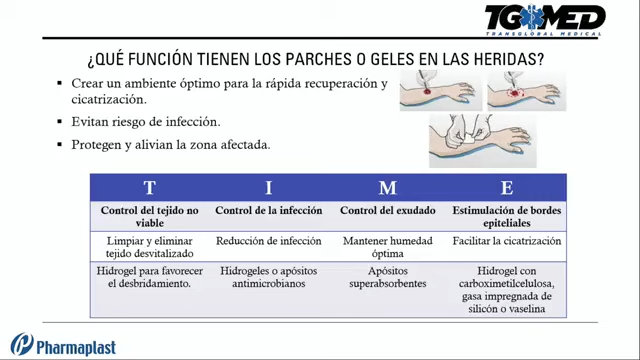 TGMED
TRANSGLOBAL MEDICAL
¿QUÉ FUNCIÓN TIENEN LOS PARCHES O GELES EN LAS HERIDAS?
▪ Crear un ambiente óptimo para la rápida recuperación y
cicatrización.
▪ Evitan riesgo de infección.
▪ Protegen y alivian la zona afectada.
T I M E
Control del tejido no
viable
Control de la infección
Control del exudado
Estimulación de bordes
epiteliales
Limpiar y eliminar
tejido desvitalizado
Reducción de infección
Mantener humedad
óptima
Facilitar la cicatrización
Hidrogel para favorecer
el desbridamiento.
Hidrogeles o apósitos
antimicrobianos
Apósitos
superabsorbentes
Hidrogel con
carboximetilcelulosa,
gasa impregnada de
silicón o vaselina
Pharmaplast